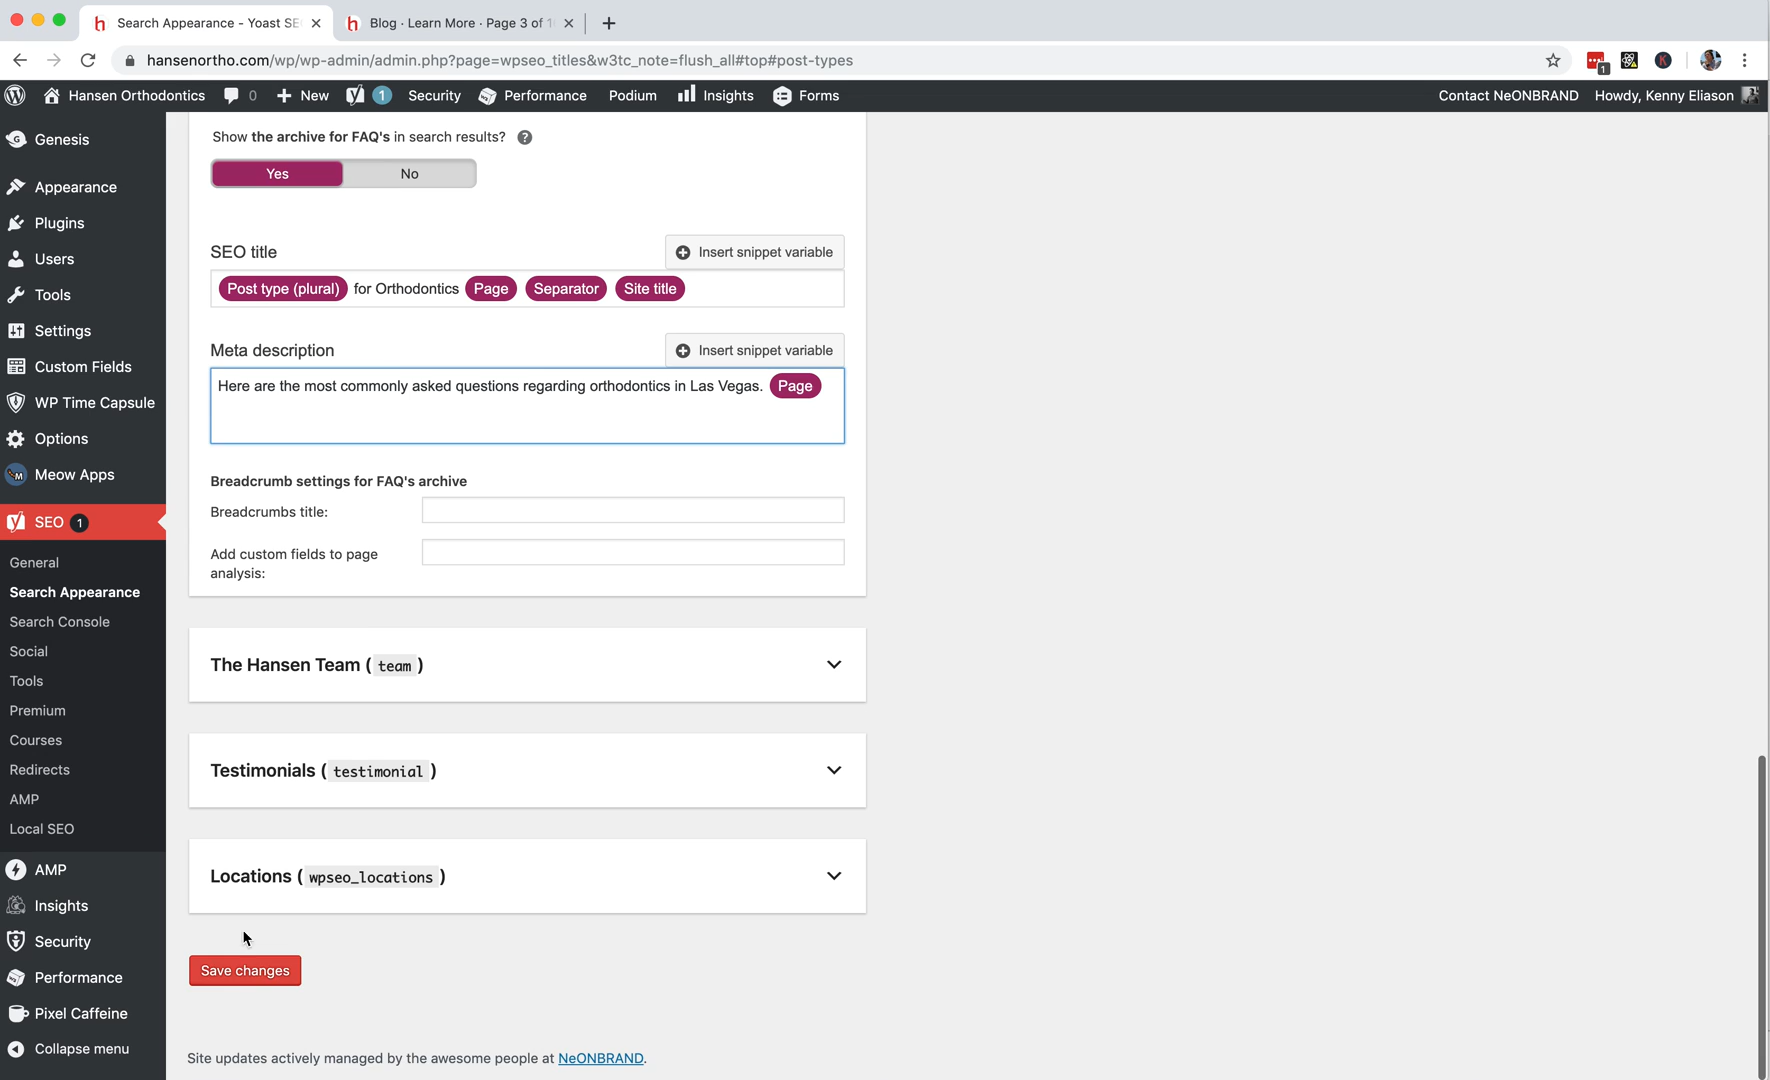 Search Appearance - Yoast SE
Blog - Learn More - Page 3 of 1
hansenortho.com/wp/wp-admin/admin.php?page=wpseo_titles&w3tc_note=flush_all#top#post-types
1
Hansen Orthodontics
0
New
1
Security
Performance
Podium
Insights
Forms
Contact NeONBRAND
Howdy, Kenny Eliason
Genesis
Appearance
Plugins
Users
Tools
Settings
Custom Fields
WP Time Capsule
Options
Meow Apps
SEO 1
General
Search Appearance
Search Console
Social
Tools
Premium
Courses
Redirects
AMP
Local SEO
AMP
Insights
Security
Performance
Pixel Caffeine
Collapse menu
Show the archive for FAQ's in search results? ?
Yes
No
SEO title
Insert snippet variable
Post type (plural) for Orthodontics Page Separator Site title
Meta description
Insert snippet variable
Here are the most commonly asked questions regarding orthodontics in Las Vegas. Page
Breadcrumb settings for FAQ's archive
Breadcrumbs title:
Add custom fields to page
analysis:
The Hansen Team ( team )
Testimonials ( testimonial )
Locations ( wpseo_locations )
Save changes
Site updates actively managed by the awesome people at NeONBRAND.